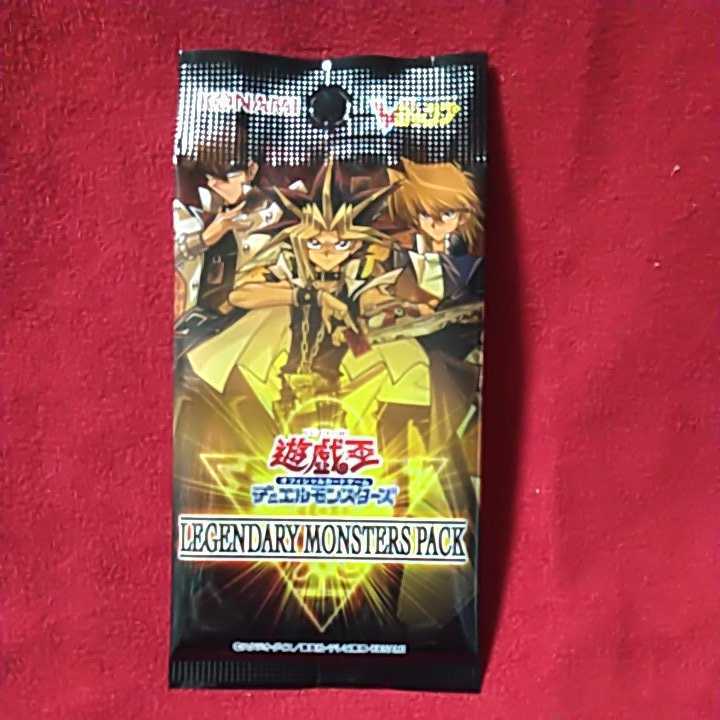 KONAMI
Vジャンプ
遊戯王
オフィシャルカードゲーム
デュエルモンスターズ
LEGENDARY MONSTERS PACK